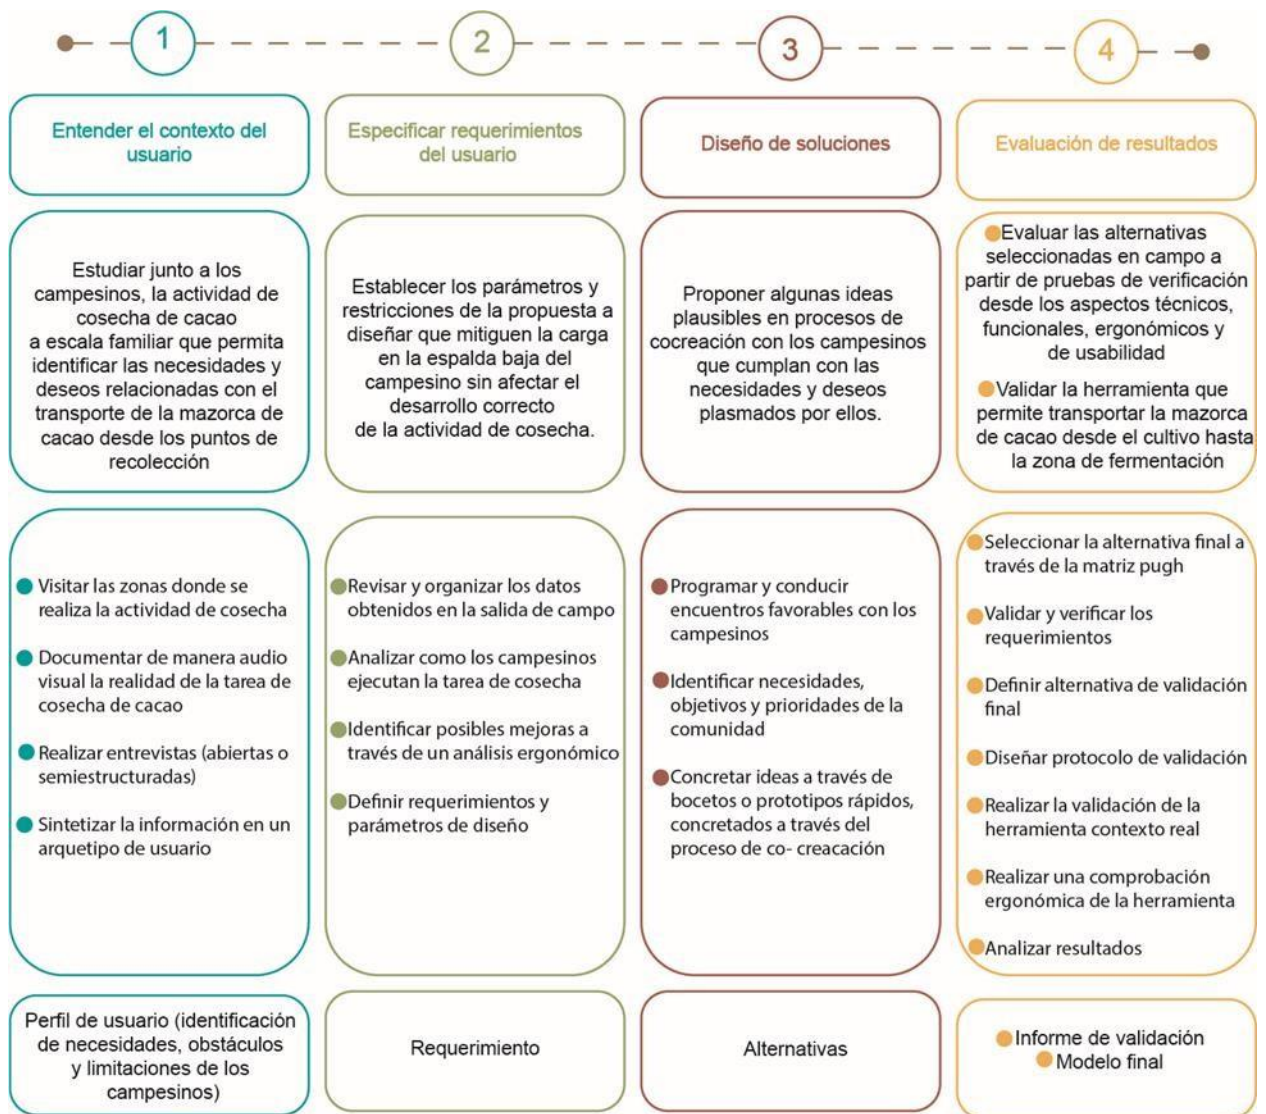 1
2
3
4
Entender el contexto del
usuario
Especificar requerimientos
del usuario
Diseño de soluciones
Evaluación de resultados
Estudiar junto a los
campesinos, la actividad de
cosecha de cacao
a escala familiar que permita
identificar las necesidades y
deseos relacionadas con el
transporte de la mazorca de
cacao desde los puntos de
recolección
Establecer los parámetros y
restricciones de la propuesta a
diseñar que mitiguen la carga
en la espalda baja del
campesino sin afectar el
desarrollo correcto
de la actividad de cosecha.
Proponer algunas ideas
plausibles en procesos de
cocreación con los campesinos
que cumplan con las
necesidades y deseos
plasmados por ellos.
Evaluar las alternativas
seleccionadas en campo a
partir de pruebas de verificación
desde los aspectos técnicos,
funcionales, ergonómicos y
de usabilidad
Validar la herramienta que
permite transportar la mazorca
de cacao desde el cultivo hasta
la zona de fermentación
Visitar las zonas donde se
realiza la actividad de cosecha
Documentar de manera audio
visual la realidad de la tarea de
cosecha de cacao
Realizar entrevistas (abiertas o
semiestructuradas)
Sintetizar la información en un
arquetipo de usuario
Revisar y organizar los datos
obtenidos en la salida de campo
Analizar como los campesinos
ejecutan la tarea de cosecha
Identificar posibles mejoras a
través de un análisis ergonómico
Definir requerimientos y
parámetros de diseño
Programar y conducir
encuentros favorables con los
campesinos
Identificar necesidades,
objetivos y prioridades de la
comunidad
Concretar ideas a través de
bocetos o prototipos rápidos,
concretados a través del
proceso de co- creacación
Seleccionar la alternativa final a
través de la matriz pugh
Validar y verificar los
requerimientos
Definir alternativa de validación
final
Diseñar protocolo de validación
Realizar la validación de la
herramienta contexto real
Realizar una comprobación
ergonómica de la herramienta
Analizar resultados
Perfil de usuario (identificación
de necesidades, obstáculos
y limitaciones de los
campesinos)
Requerimiento
Alternativas
Informe de validación
Modelo final